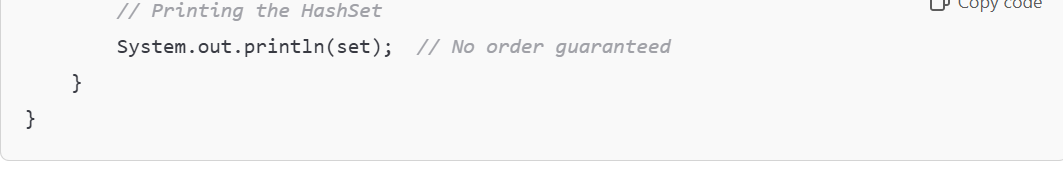 // Printing the HashSet
Copy code
System.out.println(set);  // No order guaranteed
}
}